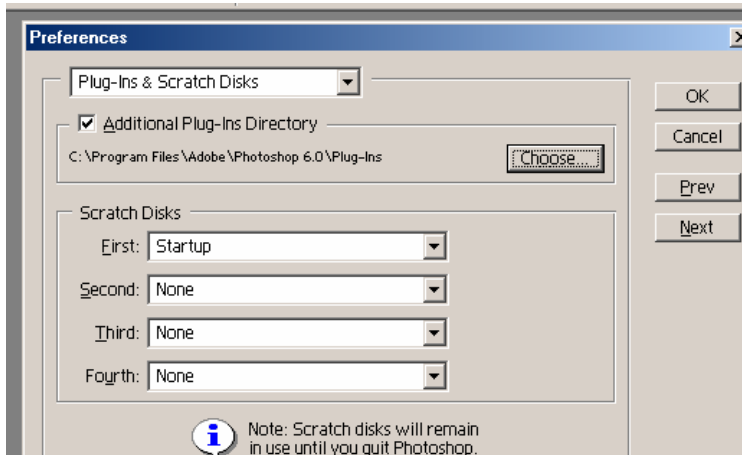 Preferences
Plug-Ins & Scratch Disks
OK
Additional Plug-Ins Directory
Cancel
C:\Program Files\Adobe\Photoshop 6.0\Plug-Ins
Choose...
Prev
Scratch Disks
Next
First: Startup
Second: None
Third: None
Fourth: None
Note: Scratch disks will remain
in use until you quit Photoshop.